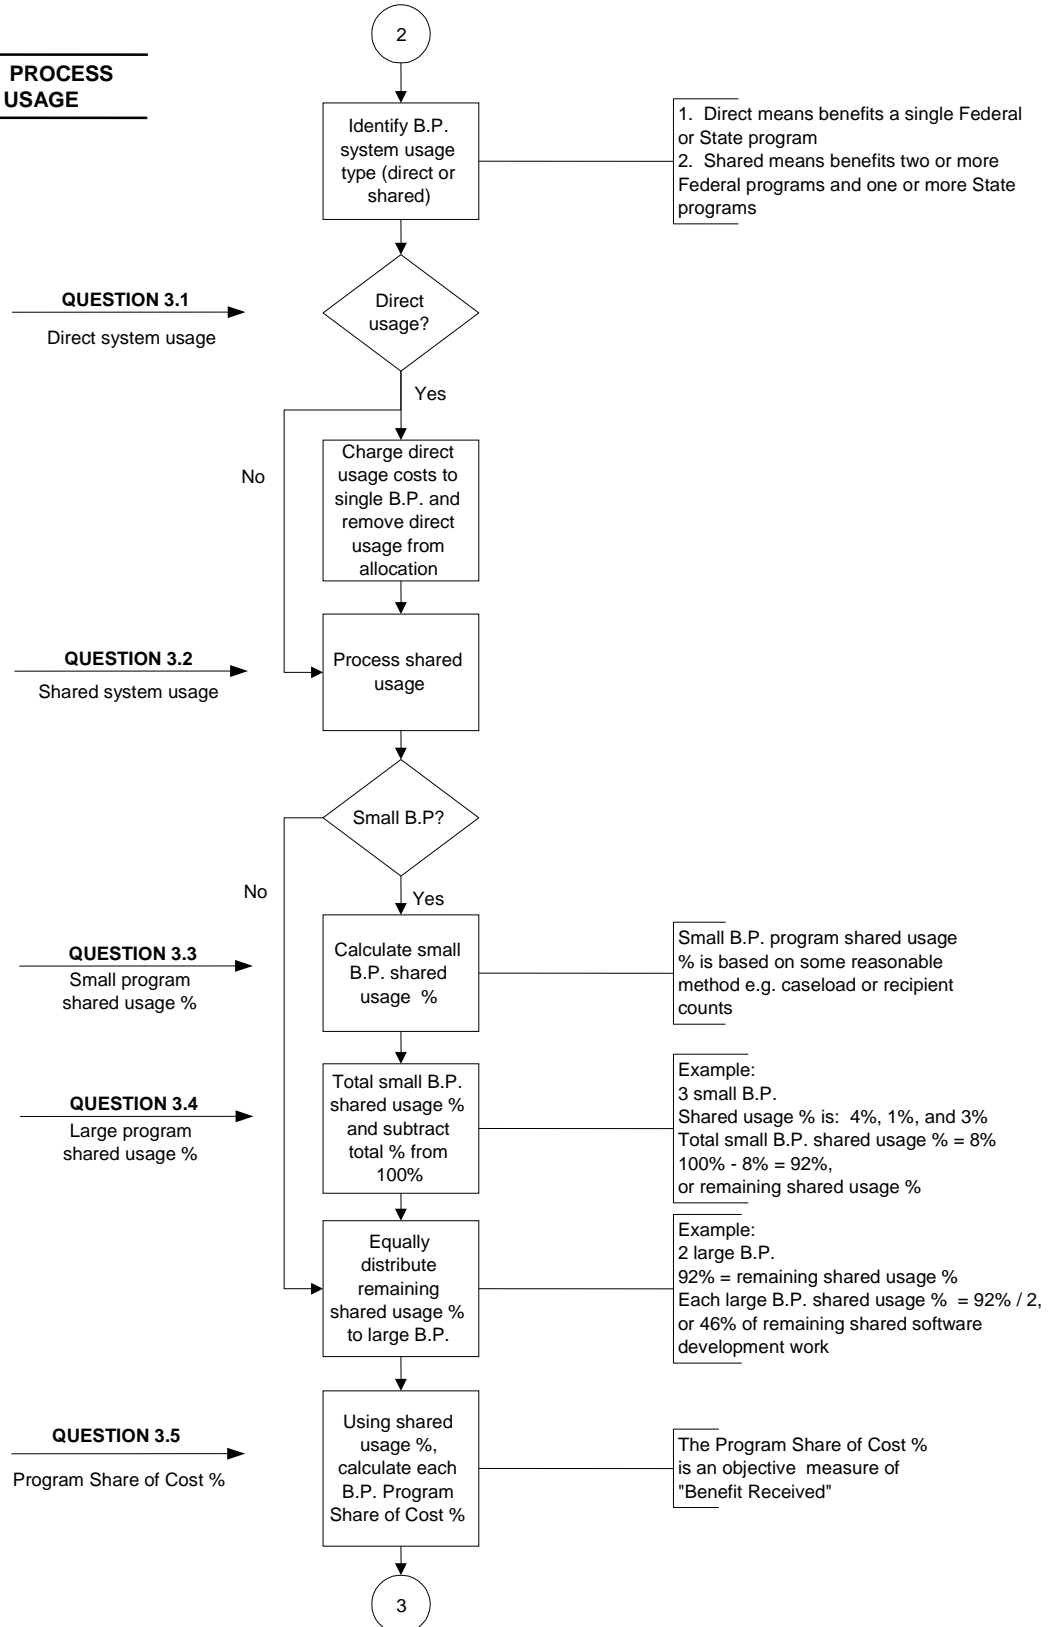 2
PROCESS
USAGE
Identify B.P.
system usage
type (direct or
shared)
1.  Direct means benefits a single Federal
or State program
2.  Shared means benefits two or more
Federal programs and one or more State
programs
QUESTION 3.1
Direct system usage
Direct
usage?
Yes
No
Charge direct
usage costs to
single B.P. and
remove direct
usage from
allocation
QUESTION 3.2
Shared system usage
Process shared
usage
Small B.P?
No
Yes
QUESTION 3.3
Small program
shared usage %
Calculate small
B.P. shared
usage  %
Small B.P. program shared usage
% is based on some reasonable
method e.g. caseload or recipient
counts
QUESTION 3.4
Large program
shared usage %
Total small B.P.
shared usage %
and subtract
total % from
100%
Example:
3 small B.P.
Shared usage % is:  4%, 1%, and 3%
Total small B.P. shared usage % = 8%
100% - 8% = 92%,
or remaining shared usage %
Equally
distribute
remaining
shared usage %
to large B.P.
Example:
2 large B.P.
92% = remaining shared usage %
Each large B.P. shared usage %  = 92% / 2,
or 46% of remaining shared software
development work
QUESTION 3.5
Program Share of Cost %
Using shared
usage %,
calculate each
B.P. Program
Share of Cost %
The Program Share of Cost %
is an objective  measure of
"Benefit Received"
3